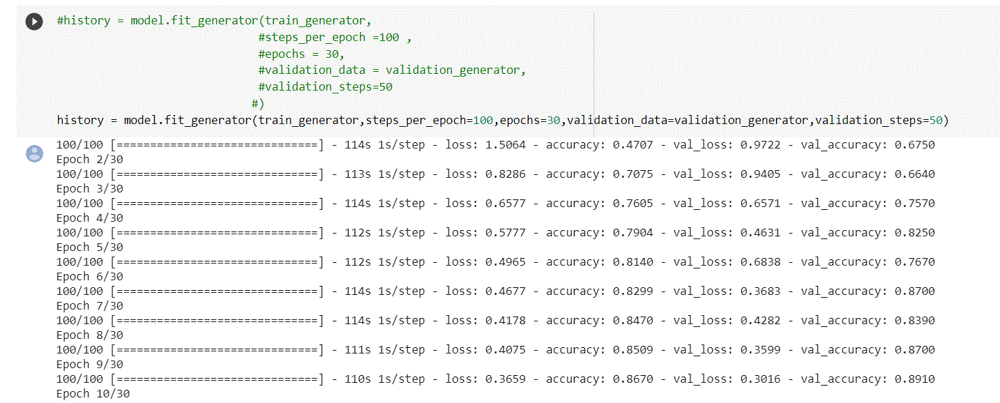 #history = model.fit_generator(train_generator,
#steps_per_epoch =100 ,
#epochs = 30,
#validation_data = validation_generator,
#validation_steps=50
#)
history = model.fit_generator(train_generator,steps_per_epoch=100,epochs=30,validation_data=validation_generator,validation_steps=50)
100/100 [==============================] - 114s 1s/step - loss: 1.5064 - accuracy: 0.4707 - val_loss: 0.9722 - val_accuracy: 0.6750
Epoch 2/30
100/100 [==============================] - 113s 1s/step - loss: 0.8286 - accuracy: 0.7075 - val_loss: 0.9405 - val_accuracy: 0.6640
Epoch 3/30
100/100 [==============================] - 114s 1s/step - loss: 0.6577 - accuracy: 0.7605 - val_loss: 0.6571 - val_accuracy: 0.7570
Epoch 4/30
100/100 [==============================] - 112s 1s/step - loss: 0.5777 - accuracy: 0.7904 - val_loss: 0.4631 - val_accuracy: 0.8250
Epoch 5/30
100/100 [==============================] - 112s 1s/step - loss: 0.4965 - accuracy: 0.8140 - val_loss: 0.6838 - val_accuracy: 0.7670
Epoch 6/30
100/100 [==============================] - 114s 1s/step - loss: 0.4677 - accuracy: 0.8299 - val_loss: 0.3683 - val_accuracy: 0.8700
Epoch 7/30
100/100 [==============================] - 114s 1s/step - loss: 0.4178 - accuracy: 0.8470 - val_loss: 0.4282 - val_accuracy: 0.8390
Epoch 8/30
100/100 [==============================] - 111s 1s/step - loss: 0.4075 - accuracy: 0.8509 - val_loss: 0.3599 - val_accuracy: 0.8700
Epoch 9/30
100/100 [==============================] - 110s 1s/step - loss: 0.3659 - accuracy: 0.8670 - val_loss: 0.3016 - val_accuracy: 0.8910
Epoch 10/30